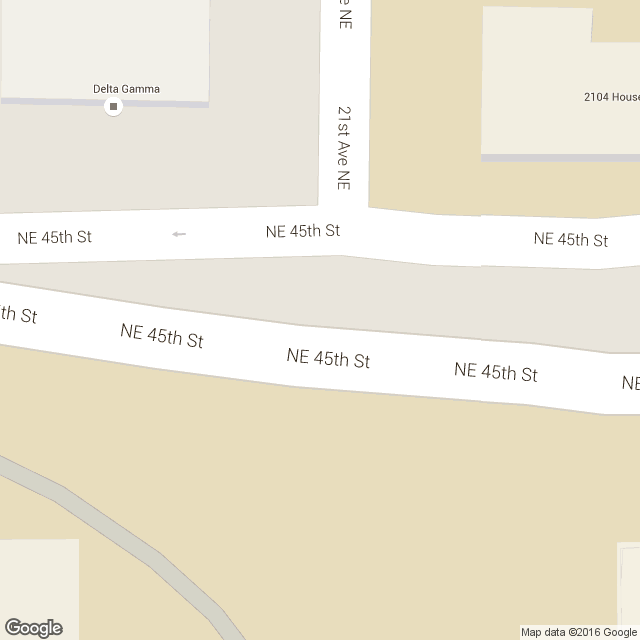 e NE
Delta Gamma
2104 House
21st Ave NE
NE 45th St
NE 45th St
NE 45th St
th St
NE 45th St
NE 45th St
NE 45th St
NE
Google
Map data ©2016 Google